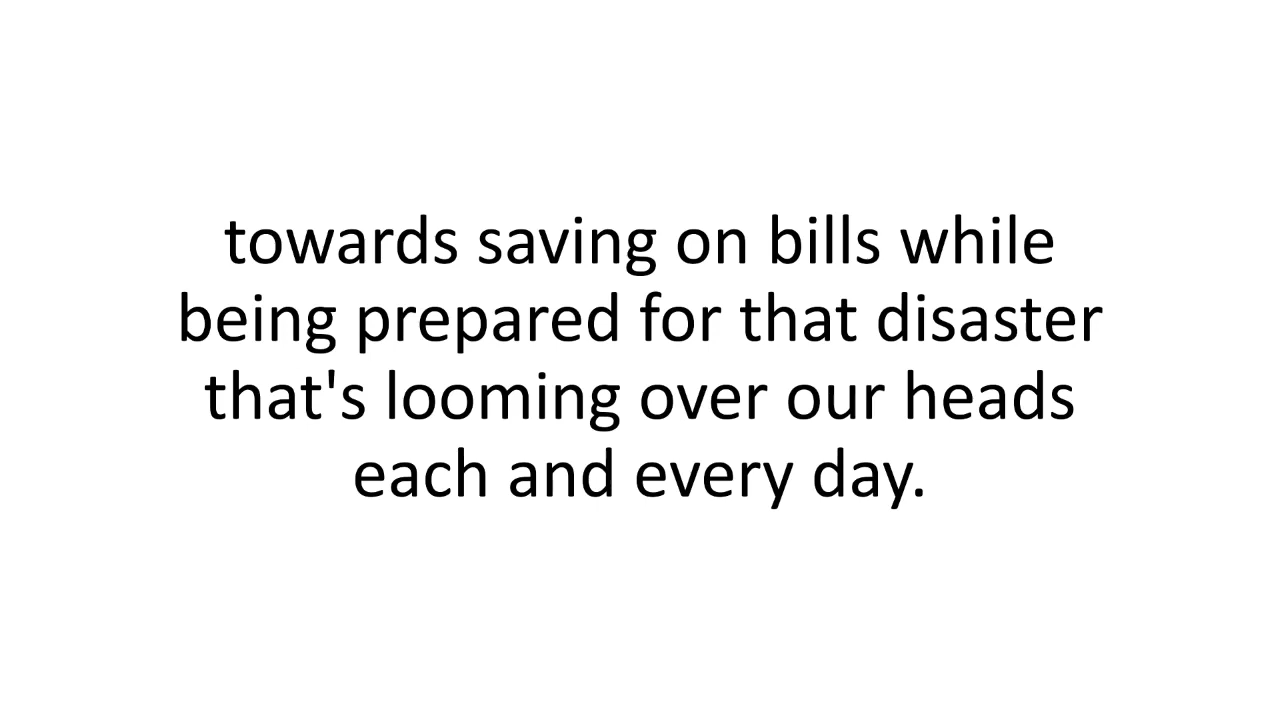 towards saving on bills while
being prepared for that disaster
that's looming over our heads
each and every day.